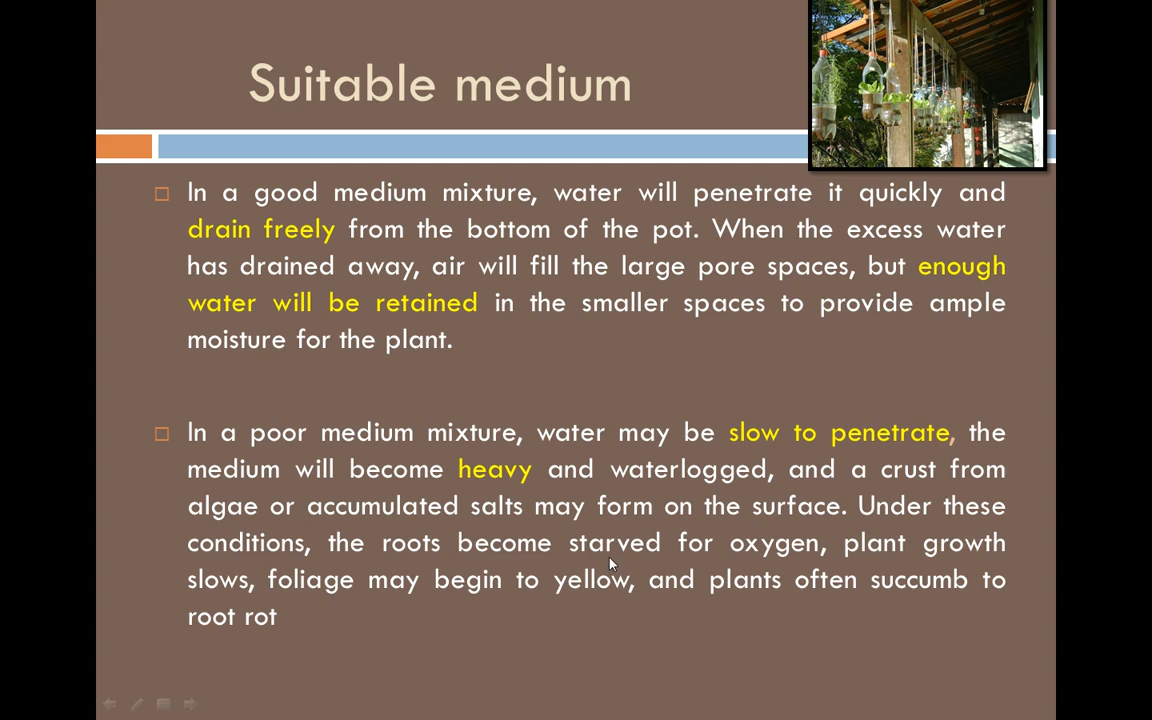 Suitable medium
In a good medium mixture, water will penetrate it quickly and
drain freely from the bottom of the pot. When the excess water
has drained away, air will fill the large pore spaces, but enough
water will be retained in the smaller spaces to provide ample
moisture for the plant.
In a poor medium mixture, water may be slow to penetrate, the
medium will become heavy and waterlogged, and a crust from
algae or accumulated salts may form on the surface. Under these
conditions, the roots become starved for oxygen, plant growth
slows, foliage may begin to yellow, and plants often succumb to
root rot